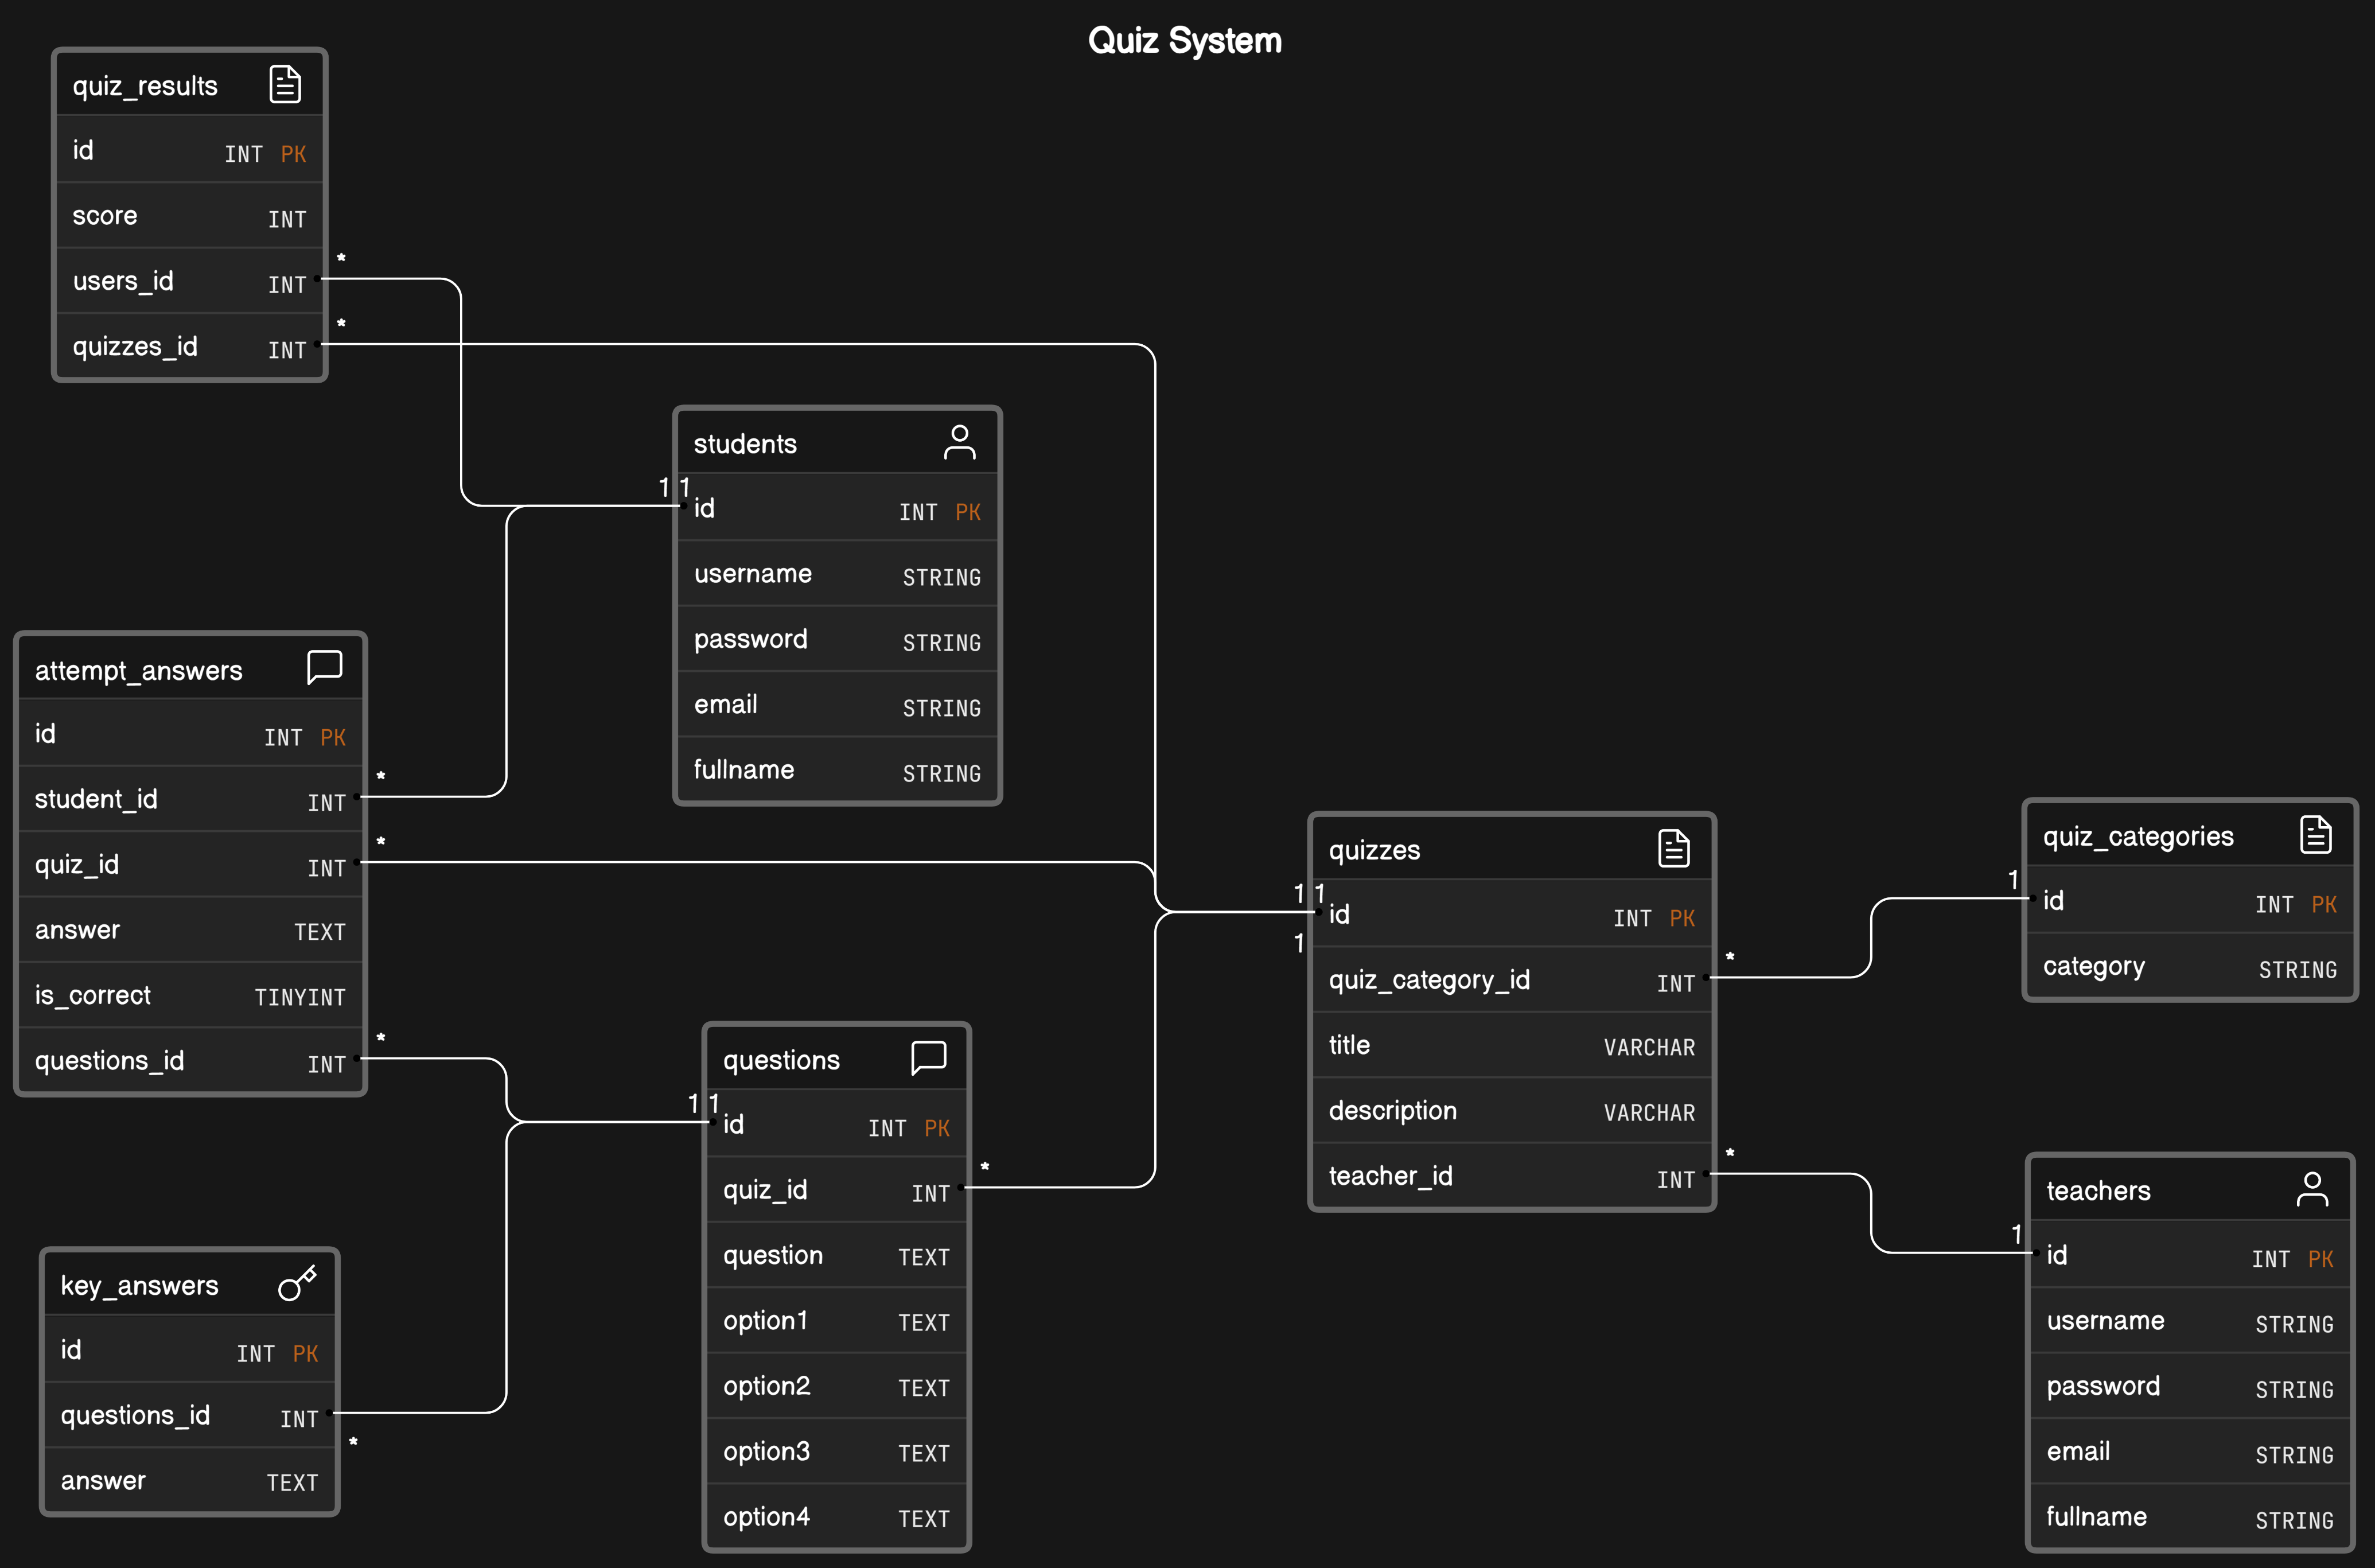 Quiz System
quiz_results
id INT PK
score INT
users_id INT
*
quizzes_id INT
*
students
1 1
id INT PK
username STRING
password STRING
email STRING
fullname STRING
attempt_answers
id INT PK
student_id INT
*
quiz_id INT
*
answer TEXT
is_correct TINYINT
questions_id INT
*
key_answers
id INT PK
questions_id INT
*
answer TEXT
questions
1 1
id INT PK
quiz_id INT
*
question TEXT
option1 TEXT
option2 TEXT
option3 TEXT
option4 TEXT
quizzes
1 1
id INT PK
1
quiz_category_id INT
*
title VARCHAR
description VARCHAR
teacher_id INT
*
quiz_categories
1
id INT PK
category STRING
teachers
1
id INT PK
username STRING
password STRING
email STRING
fullname STRING